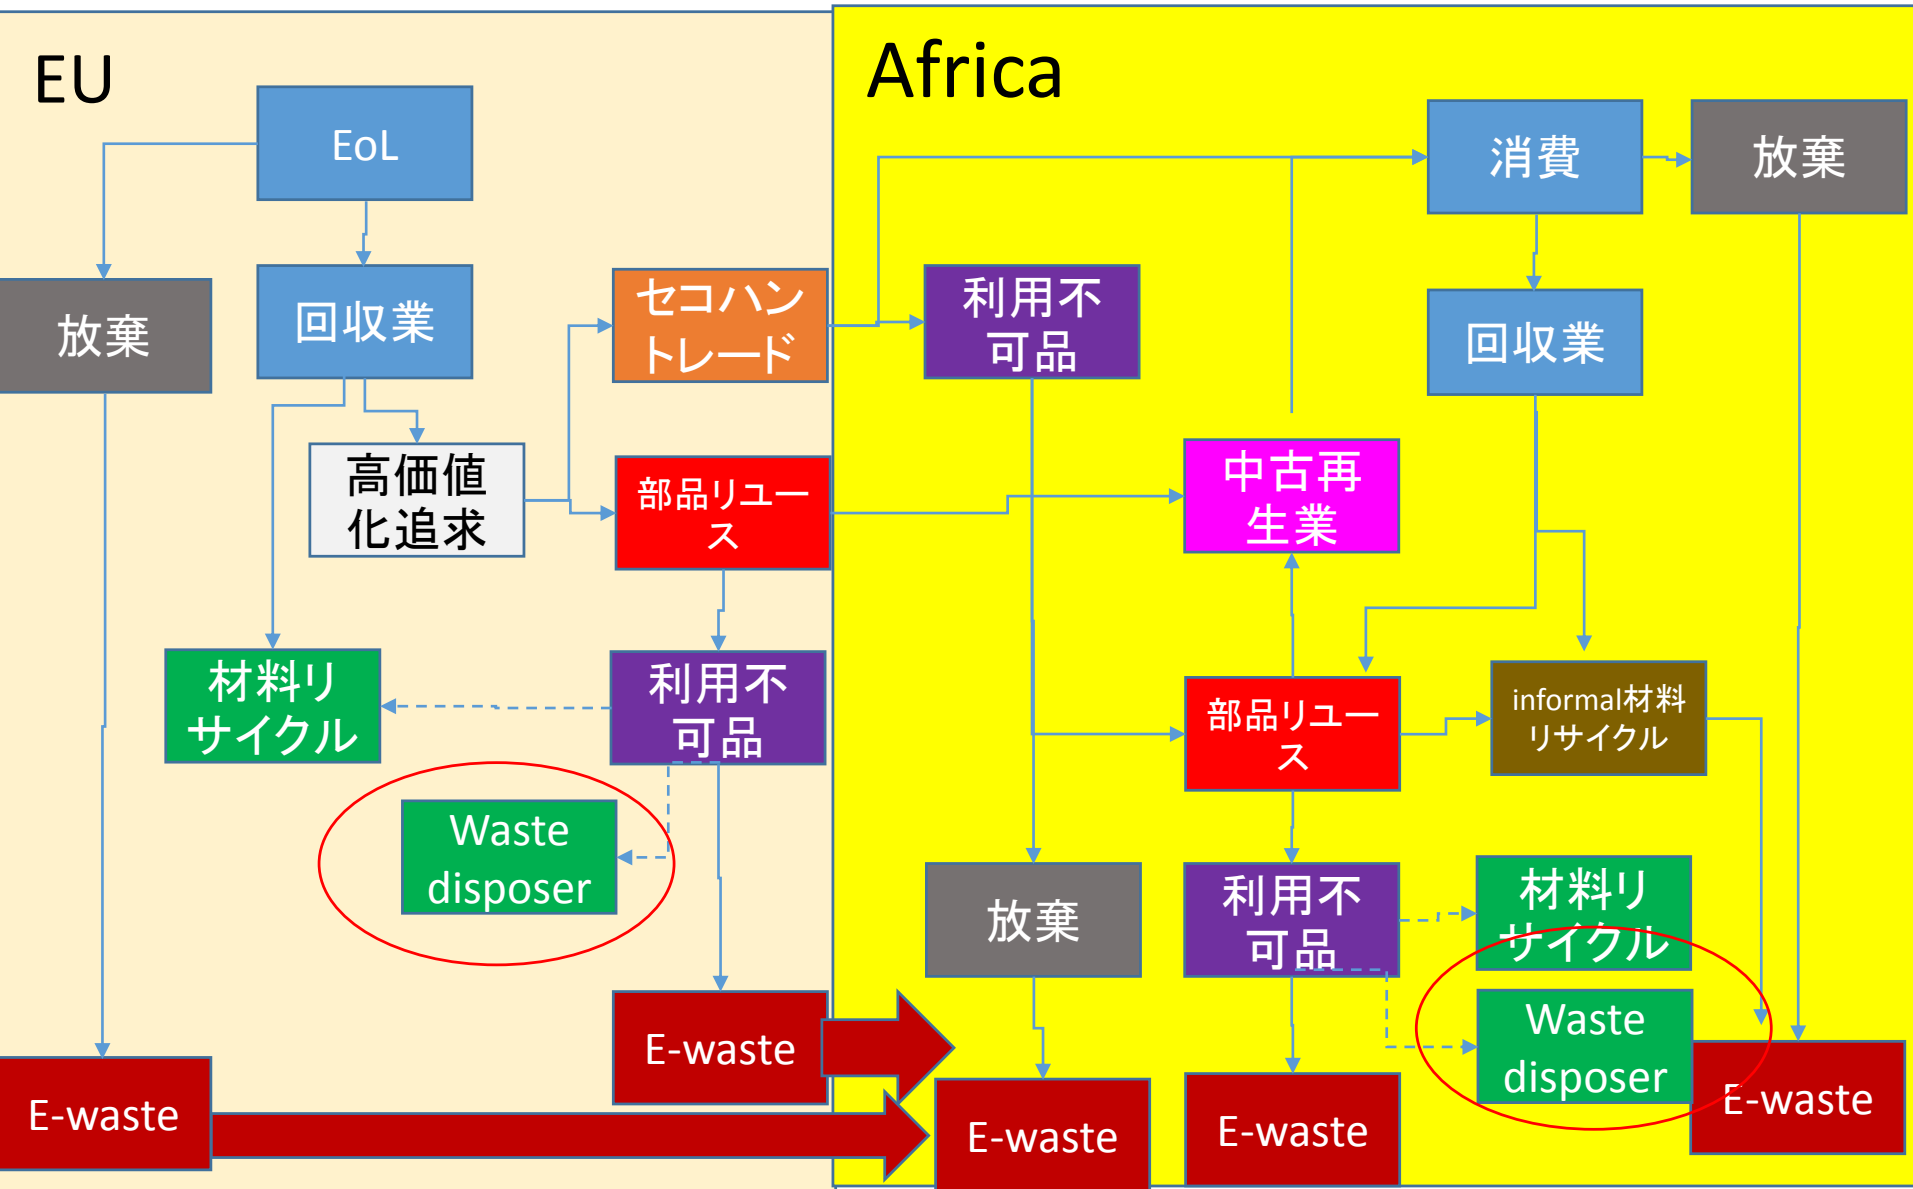 EU
EoL
放棄
回収業
セコハン
トレード
高価値
化追求
部品リユー
ス
材料リ
サイクル
利用不
可品
Waste
disposer
E-waste
E-waste
Africa
消費
放棄
利用不
可品
回収業
中古再
生業
部品リユー
ス
informal材料
リサイクル
放棄
利用不
可品
材料リ
サイクル
Waste
disposer
E-waste
E-waste
E-waste